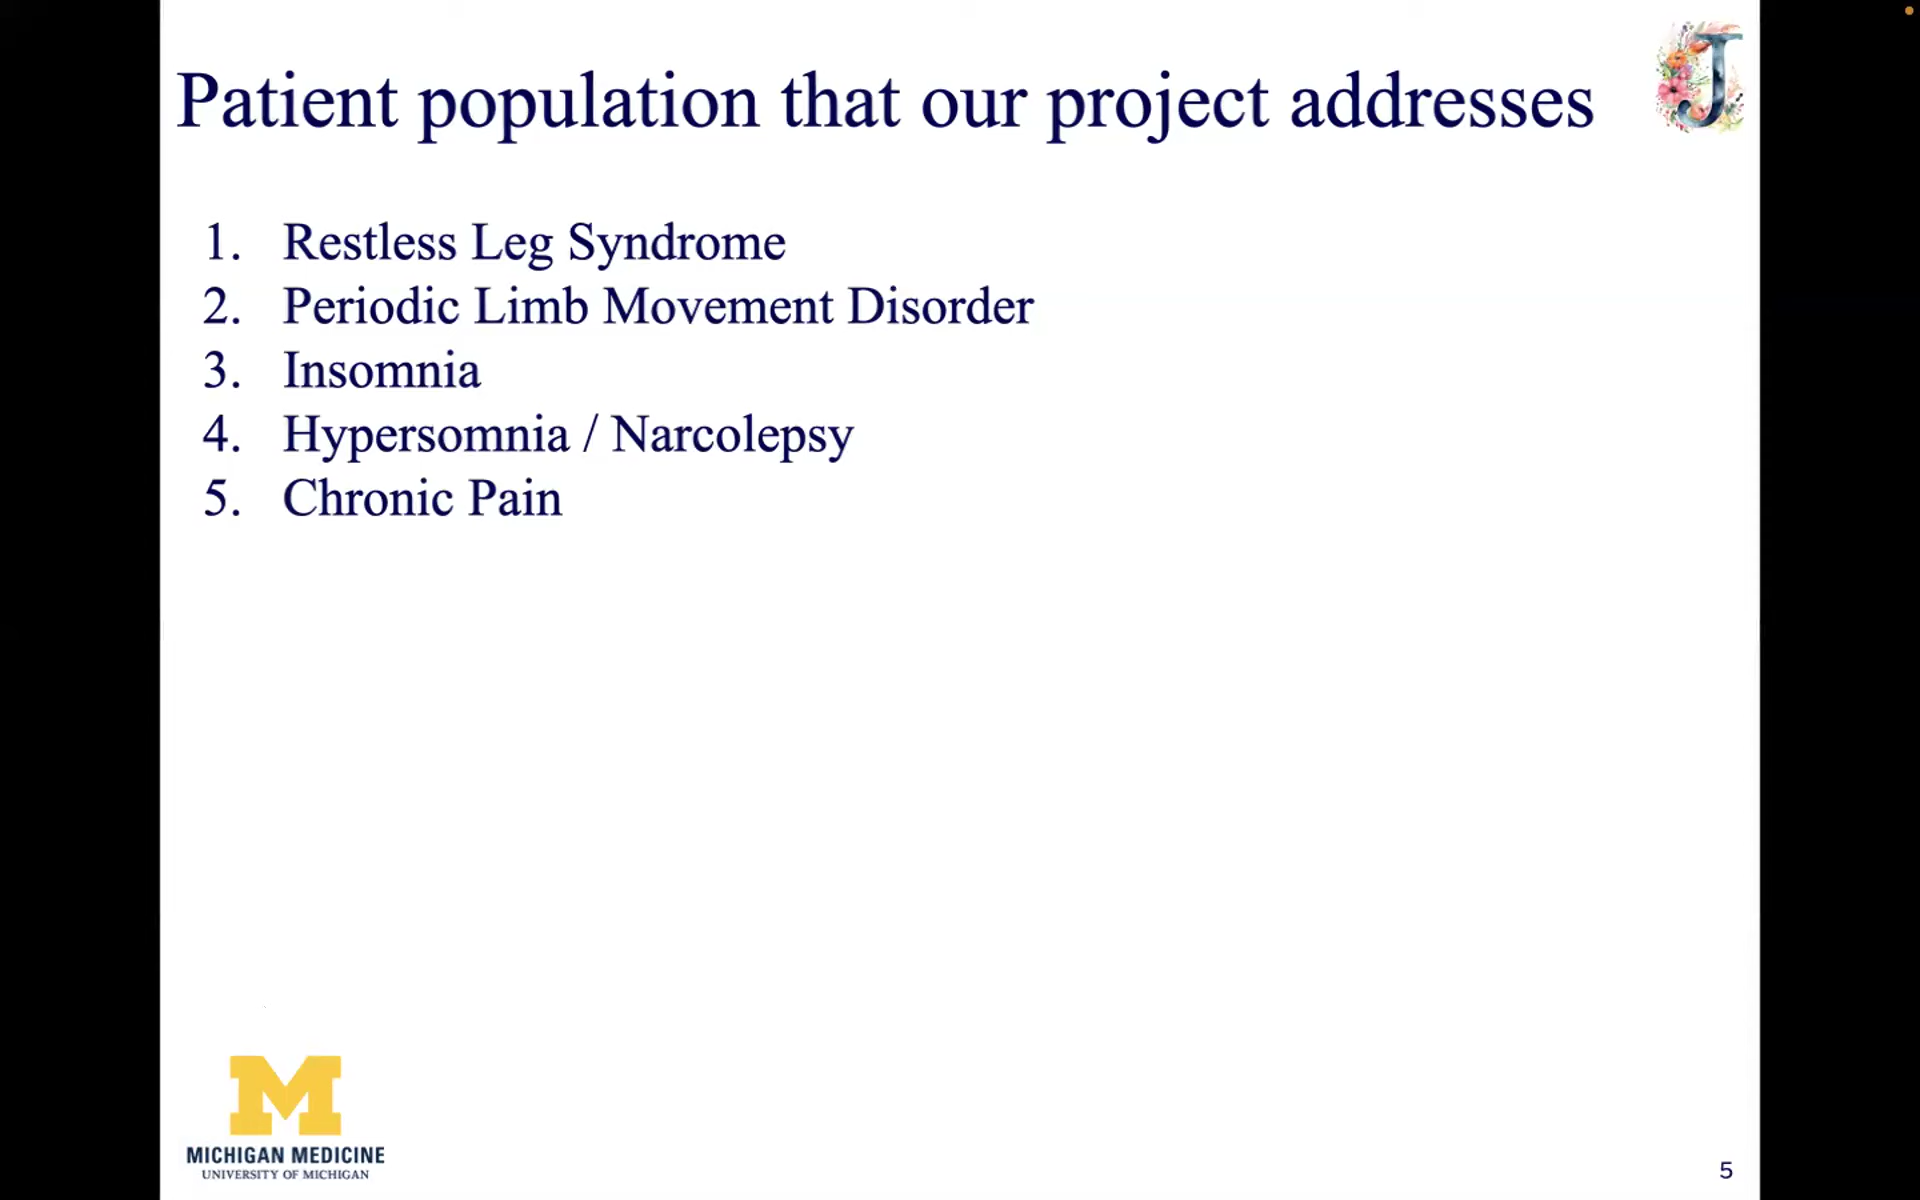 Patient population that our project addresses
J
1. Restless Leg Syndrome
2. Periodic Limb Movement Disorder
3. Insomnia
4. Hypersomnia / Narcolepsy
5. Chronic Pain
M
MICHIGAN MEDICINE
UNIVERSITY OF MICHIGAN
5